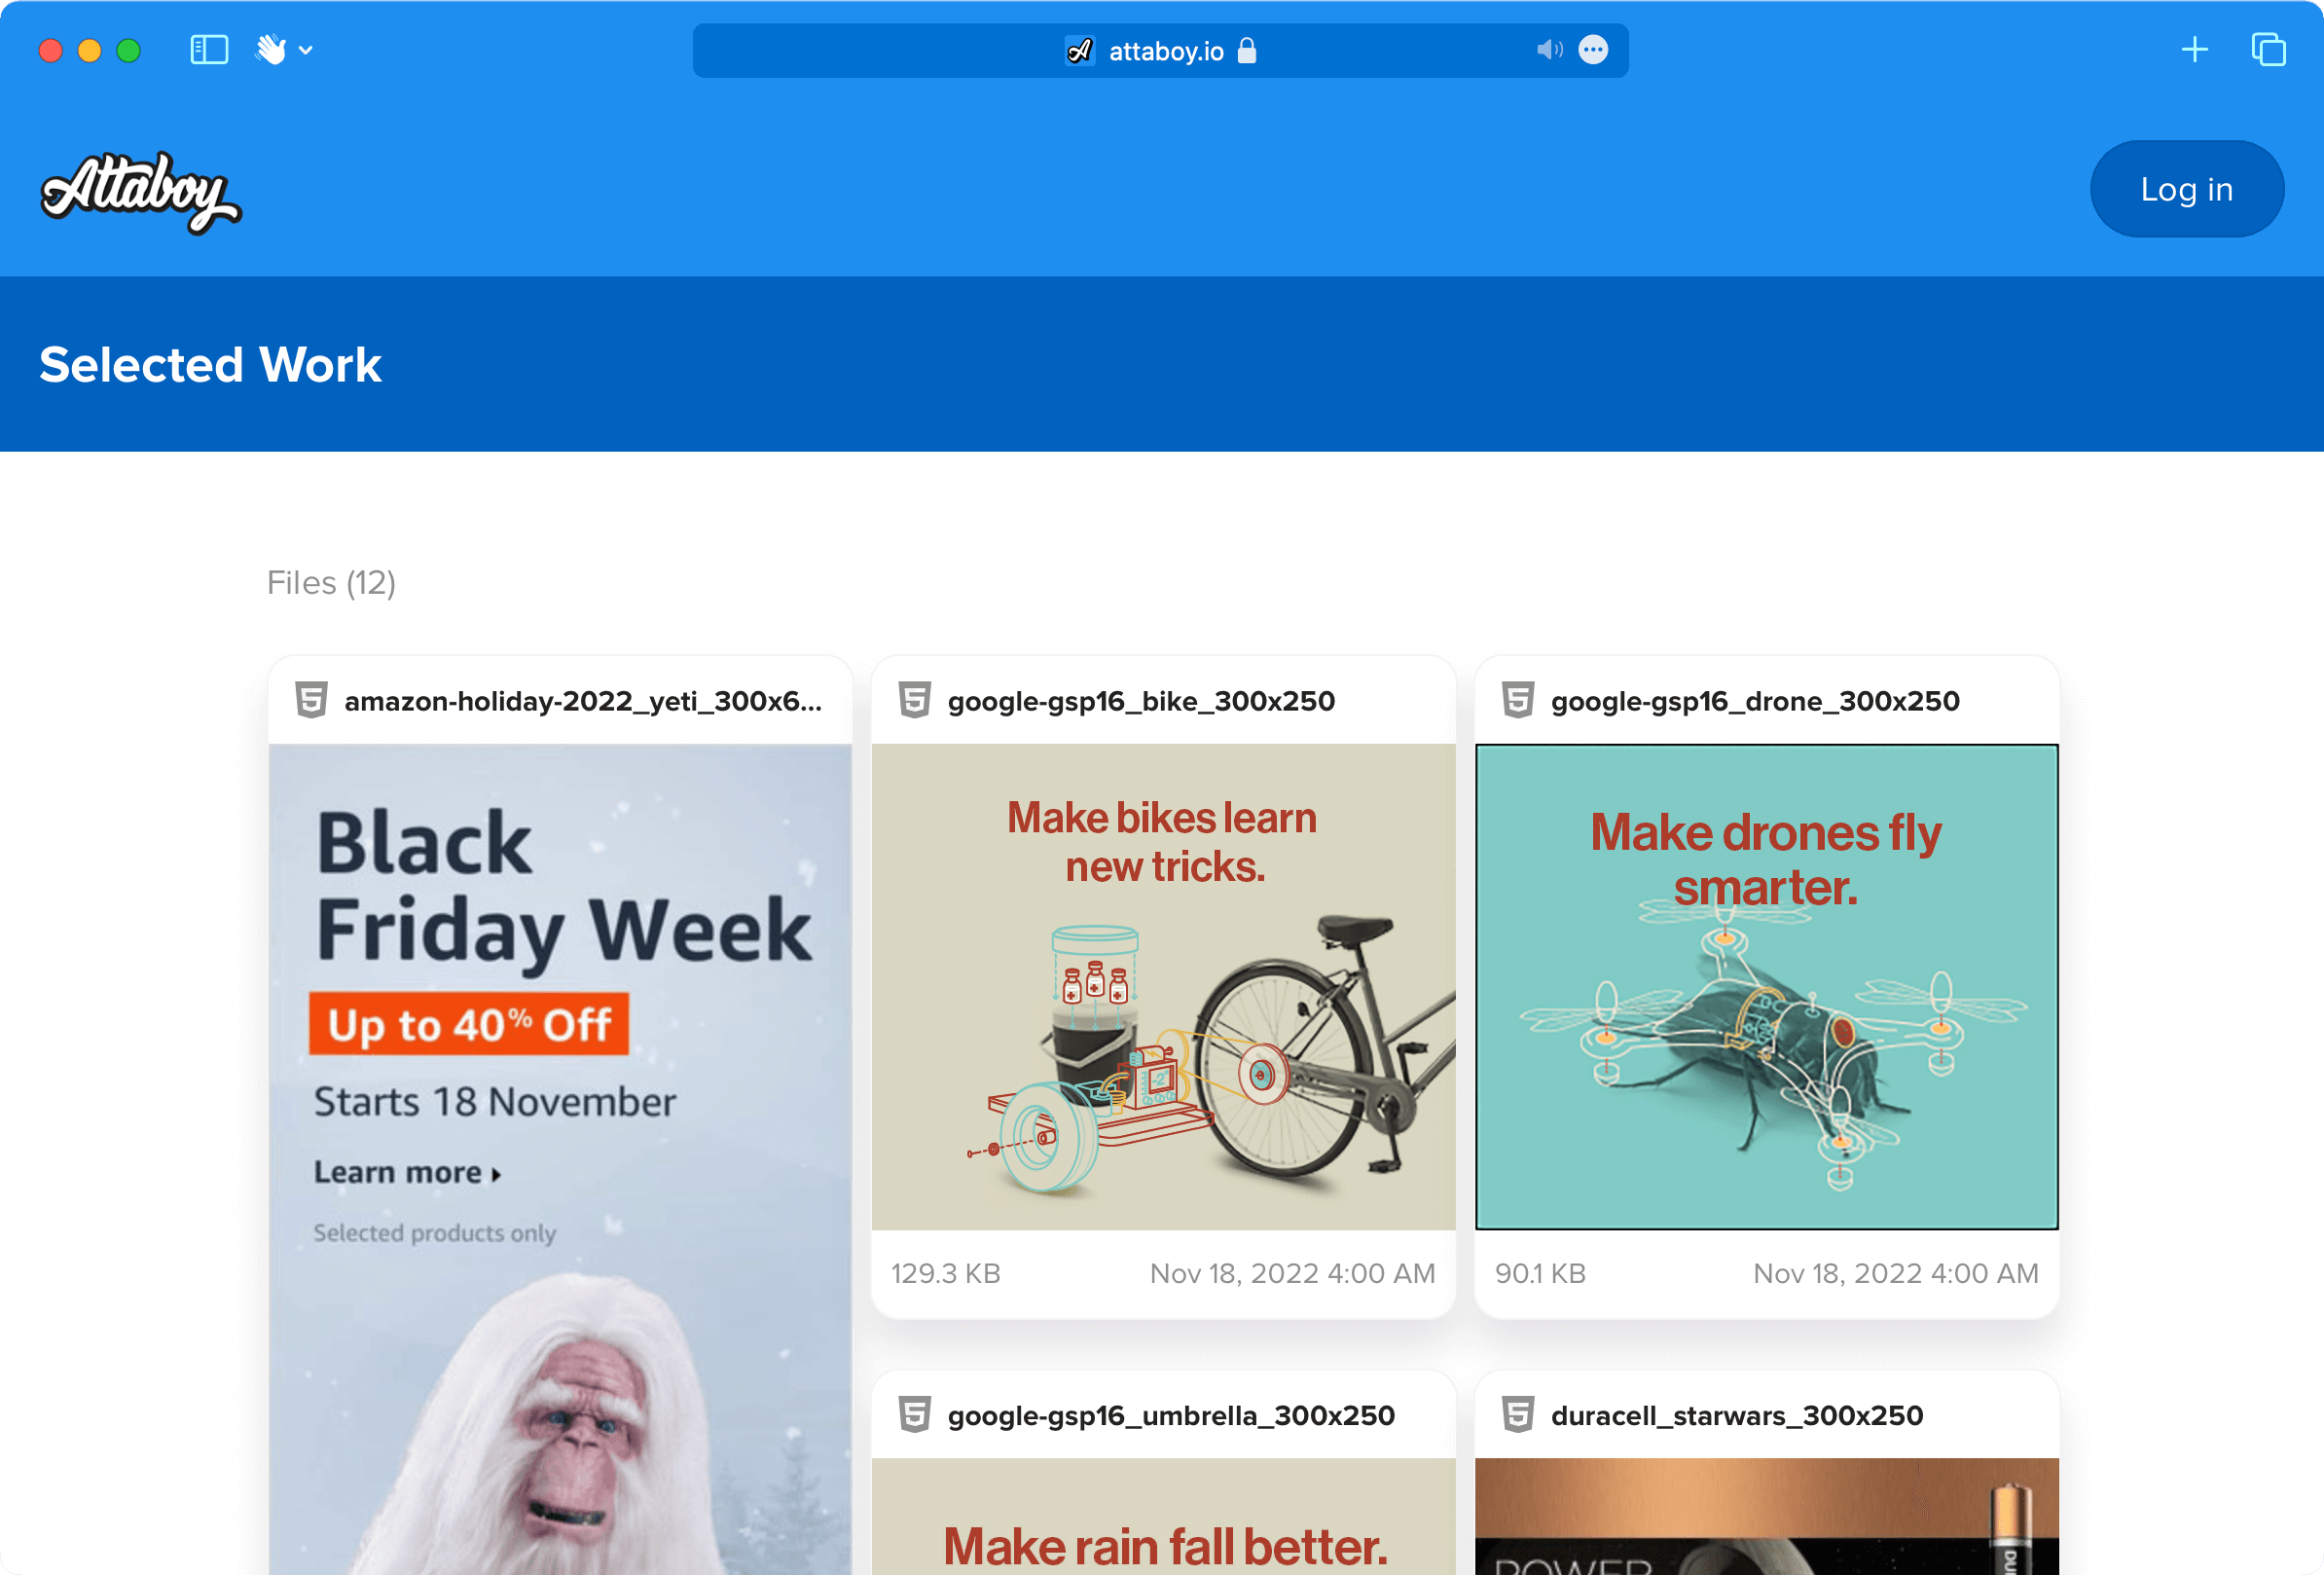 attaboy.io
Attaboy
Log in
Selected Work
Files (12)
amazon-holiday-2022_yeti_300x6...
Black
Friday Week
Up to 40% Off
Starts 18 November
Learn more
Selected products only
google-gsp16_bike_300x250
Make bikes learn
new tricks.
129.3 KB
Nov 18, 2022 4:00 AM
google-gsp16_drone_300x250
Make drones fly
smarter.
90.1 KB
Nov 18, 2022 4:00 AM
google-gsp16_umbrella_300x250
Make rain fall better.
duracell_starwars_300x250
POWER